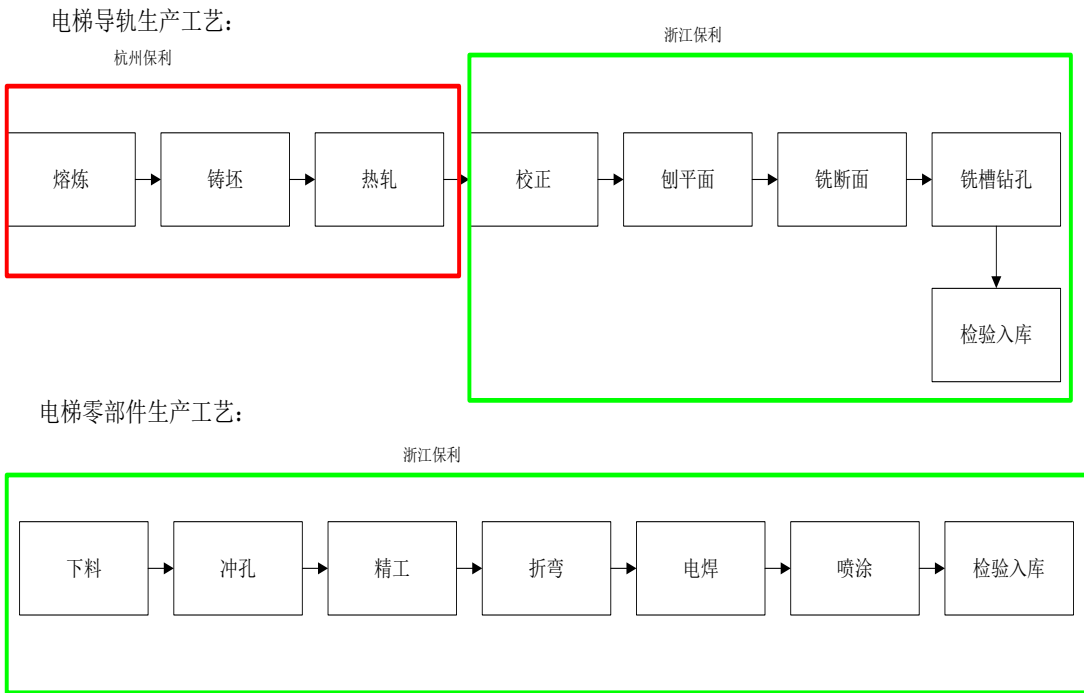 电梯导轨生产工艺：
杭州保利
浙江保利
熔炼
铸坯
热轧
校正
刨平面
铣断面
铣槽钻孔
检验入库
电梯零部件生产工艺：
浙江保利
下料
冲孔
精工
折弯
电焊
喷涂
检验入库